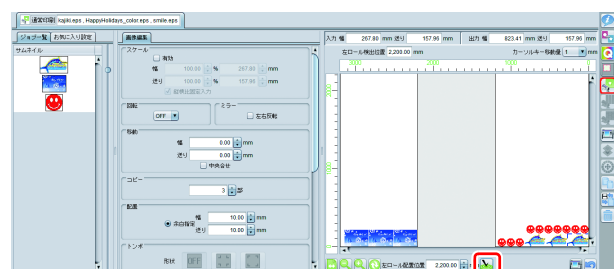 通常印刷 kajiki.eps , HappyHolidays_color.eps , smile.eps
ジョブ一覧 お気に入り設定
サムネイル
画像編集
スケール
有効
幅 100.00 % 267.80 mm
送り 100.00 % 157.96 mm
縦横比固定入力
回転
OFF
ミラー
左右反転
移動
幅 0.00 mm
送り 0.00 mm
中央合せ
コピー
3 部
配置
余白指定
幅 10.00 mm
送り 10.00 mm
トンボ
形状 OFF
入力 幅 267.80 mm 送り 157.96 mm 出力 幅 823.41 mm 送り 157.96 mm
左ロール検出位置 2,200.00 mm カーソルキー移動量 1 mm
3000 2000 1000
2000
1000
左ロール配置位置 2,200.00